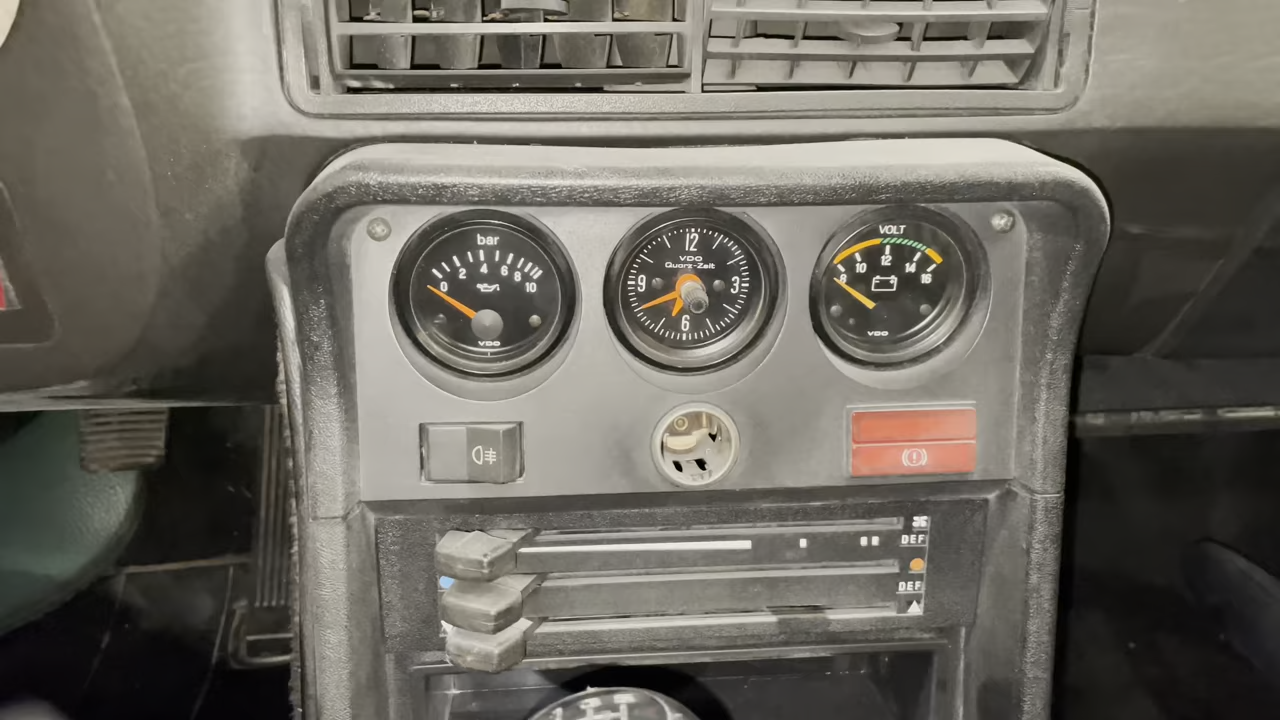 bar
0 2 4 6 8 10
VDO
12
VDO
Quarz-Zeit
9 3
6
VOLT
8 10 12 14 16
VDO
DEF
DEF